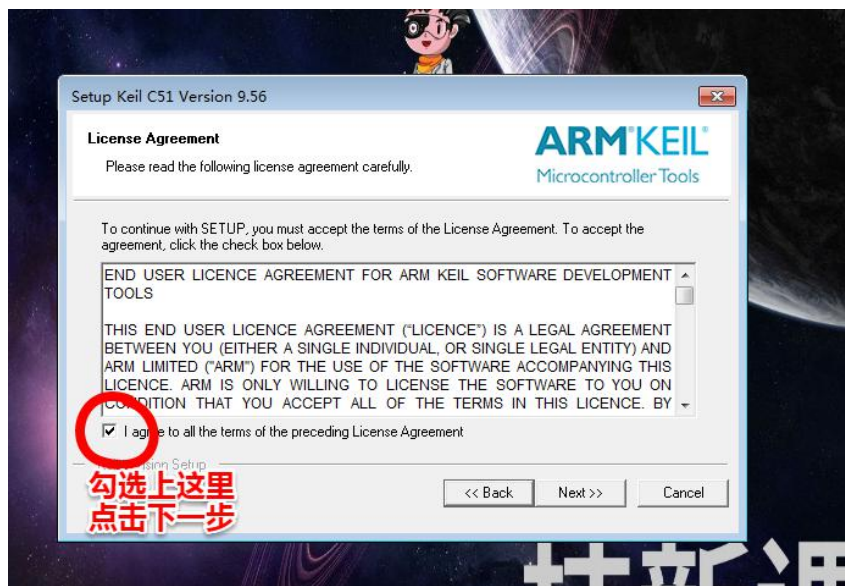 Setup Keil C51 Version 9.56
License Agreement
Please read the following license agreement carefully.
ARM KEIL
Microcontroller Tools
To continue with SETUP, you must accept the terms of the License Agreement. To accept the
agreement, click the check box below.
END USER LICENCE AGREEMENT FOR ARM KEIL SOFTWARE DEVELOPMENT
TOOLS
THIS END USER LICENCE AGREEMENT (“LICENCE”) IS A LEGAL AGREEMENT
BETWEEN YOU (EITHER A SINGLE INDIVIDUAL, OR SINGLE LEGAL ENTITY) AND
ARM LIMITED ("ARM") FOR THE USE OF THE SOFTWARE ACCOMPANYING THIS
LICENCE. ARM IS ONLY WILLING TO LICENSE THE SOFTWARE TO YOU ON
CONDITION THAT YOU ACCEPT ALL OF THE TERMS IN THIS LICENCE. BY
I agree to all the terms of the preceding License Agreement
Setup
勾选上这里
点击下一步
<< Back
Next >>
Cancel